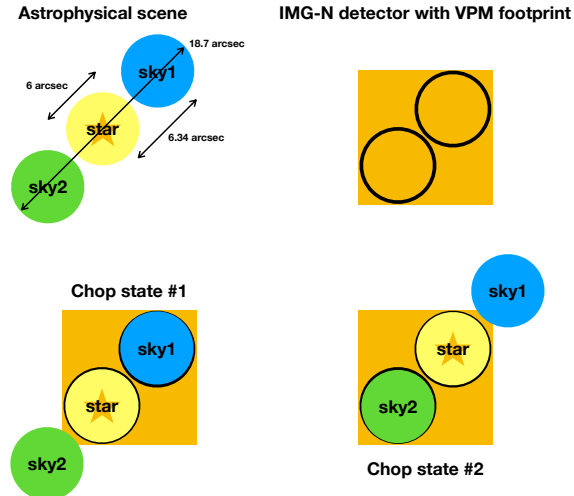 Astrophysical scene
IMG-N detector with VPM footprint
18.7 arcsec
sky1
6 arcsec
star
6.34 arcsec
sky2
Chop state #1
sky1
star
sky2
sky1
star
sky2
Chop state #2